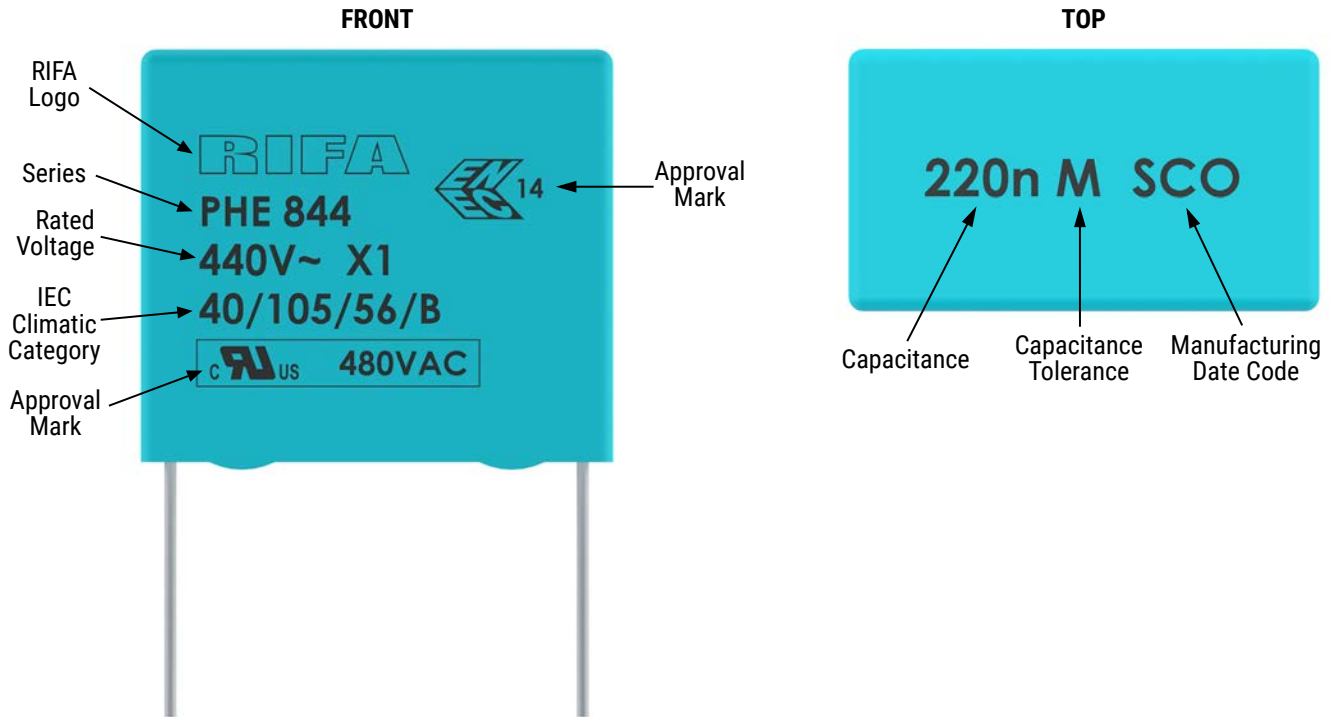 FRONT
RIFA
Logo
Series
Rated
Voltage
IEC
Climatic
Category
Approval
Mark
RIFA
PHE 844
440V~ X1
40/105/56/B
c RU US 480VAC
EN
EC
14
Approval
Mark
TOP
220n M SCO
Capacitance
Capacitance
Tolerance
Manufacturing
Date Code